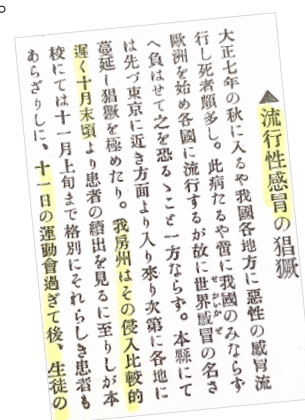 ▲流行性感冒の猖獗
大正七年の秋に入るや我國各地方に惡性の感冐流
行し死者頗多し。此病たるや啻に我國のみならず
歐洲を始め各國に流行するが故に世界感冒の名さ
せかいかぜ
へ負はせて之を恐るゝこと一方ならず。本縣にて
は先づ東京に近き方面より入り來り次第に各地に
蔓延し猖獗を極めたり。我房州はその侵入比較的
遲く十月末頃より患者の續出を見るに至りしが本
校にては十一月上旬まで格別にそれらしき患者も
あらざりしに、十一日の運動會過ぎて後、生徒の